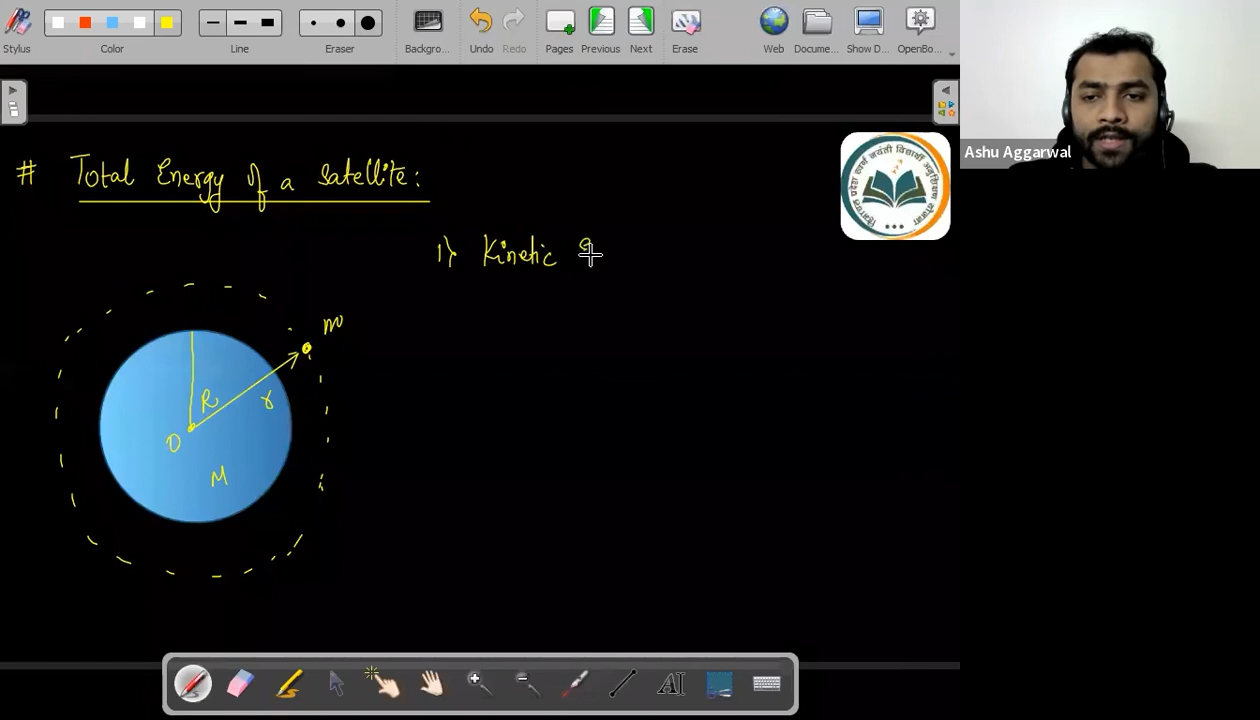 Stylus Color Line Eraser Backgro... Undo Redo Pages Previous Next Erase Web Docume... Show D... OpenBo...
Ashu Aggarwal
# Total Energy of a Satellite:
1) Kinetic
m
R
r
O
M